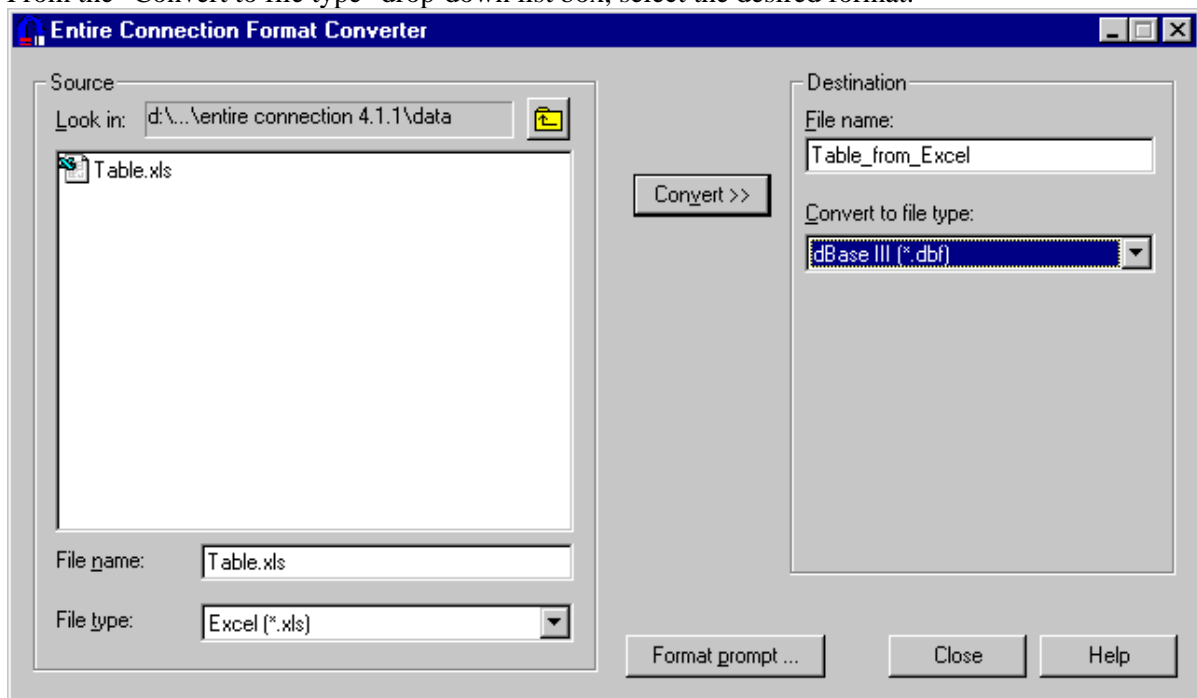 From the "Convert to file type" drop-down list box, select the desired format.
Entire Connection Format Converter
Source
Look in: d:\...\entire connection 4.1.1\data
Table.xls
File name: Table.xls
File type: Excel (*.xls)
Convert >>
Destination
File name:
Table_from_Excel
Convert to file type:
dBase III (*.dbf)
Format prompt ...
Close
Help